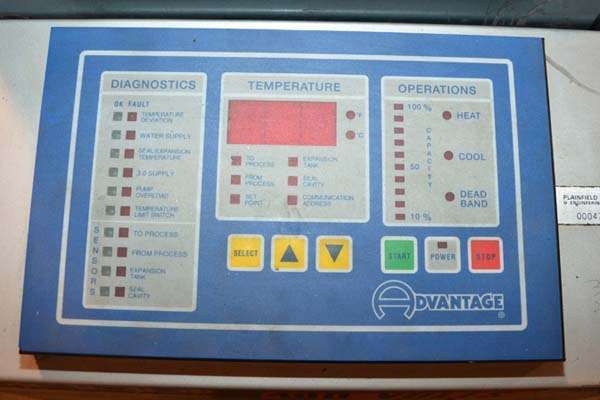 DIAGNOSTICS
OK FAULT
TEMPERATURE
DEVIATION
WATER SUPPLY
SEAL/EXPANSION
TEMPERATURE
3.0 SUPPLY
PUMP
OVERLOAD
TEMPERATURE
LIMIT SWITCH
SENSORS
TO PROCESS
FROM PROCESS
EXPANSION
TANK
SEAL
CAVITY
TEMPERATURE
°F
°C
TO
PROCESS
EXPANSION
TANK
FROM
PROCESS
SEAL
CAVITY
SET
POINT
COMMUNICATION
ADDRESS
OPERATIONS
100 %
50
10 %
CAPACITY
HEAT
COOL
DEAD
BAND
SELECT
START
POWER
STOP
ADVANTAGE
®
PLAINFIELD